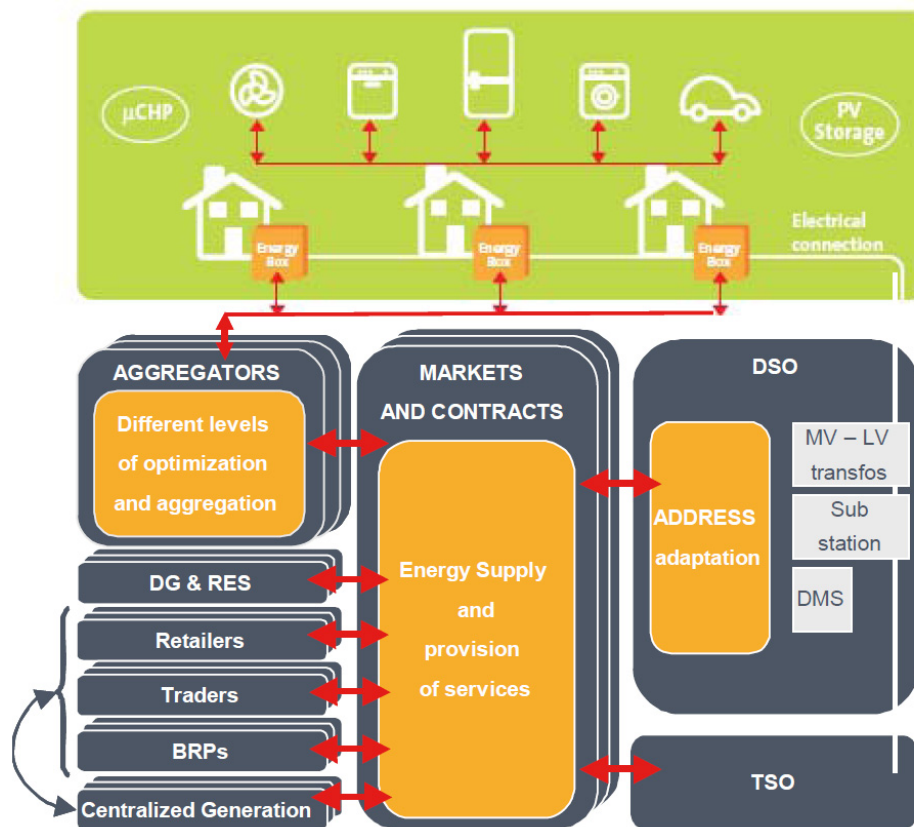 µCHP
PV
Storage
Energy
Box
Energy
Box
Energy
Box
Electrical
connection
AGGREGATORS
Different levels
of optimization
and aggregation
MARKETS
AND CONTRACTS
Energy Supply
and
provision
of services
DSO
ADDRESS
adaptation
MV – LV
transfos
Sub
station
DMS
DG & RES
Retailers
Traders
BRPs
Centralized Generation
TSO